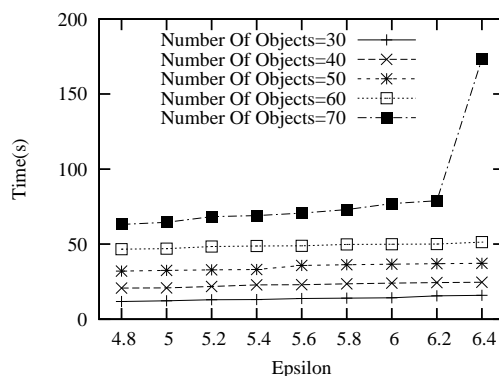 200
150
100
50
0
Time(s)
Number Of Objects=30
Number Of Objects=40
Number Of Objects=50
Number Of Objects=60
Number Of Objects=70
4.8 5 5.2 5.4 5.6 5.8 6 6.2 6.4
Epsilon